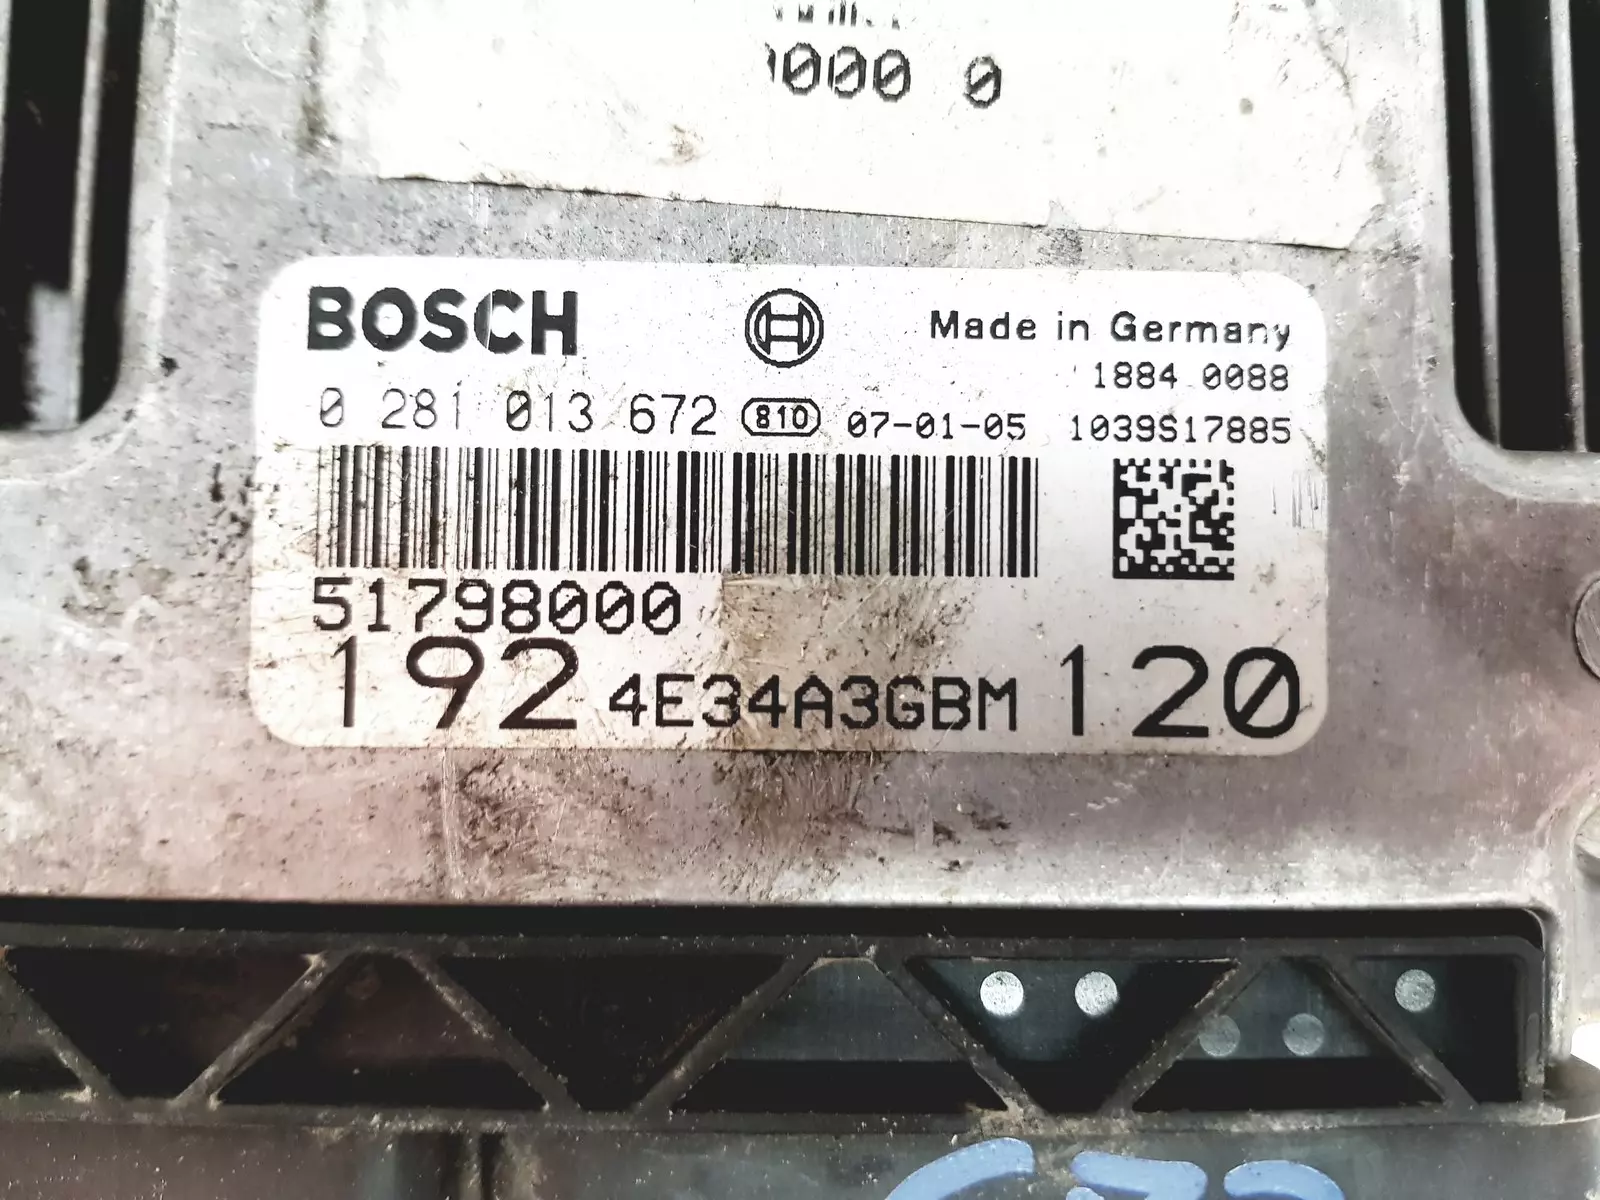 000 0
BOSCH Made in Germany
1884 0088
0 281 013 672 810 07-01-05 1039S17885
51798000
192 4E34A3GBM 120